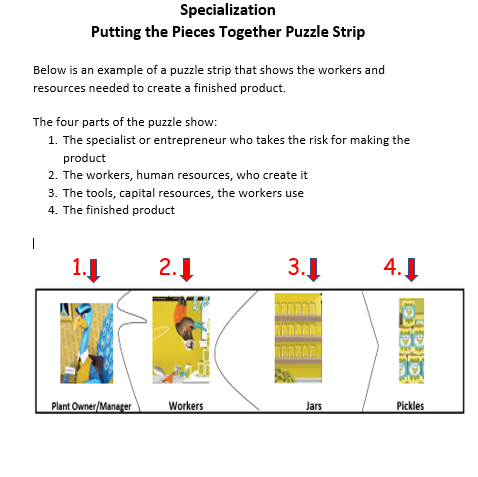 Specialization
Putting the Pieces Together Puzzle Strip
Below is an example of a puzzle strip that shows the workers and
resources needed to create a finished product.
The four parts of the puzzle show:
1. The specialist or entrepreneur who takes the risk for making the
product
2. The workers, human resources, who create it
3. The tools, capital resources, the workers use
4. The finished product
1. 2. 3. 4.
Plant Owner/Manager Workers Jars Pickles